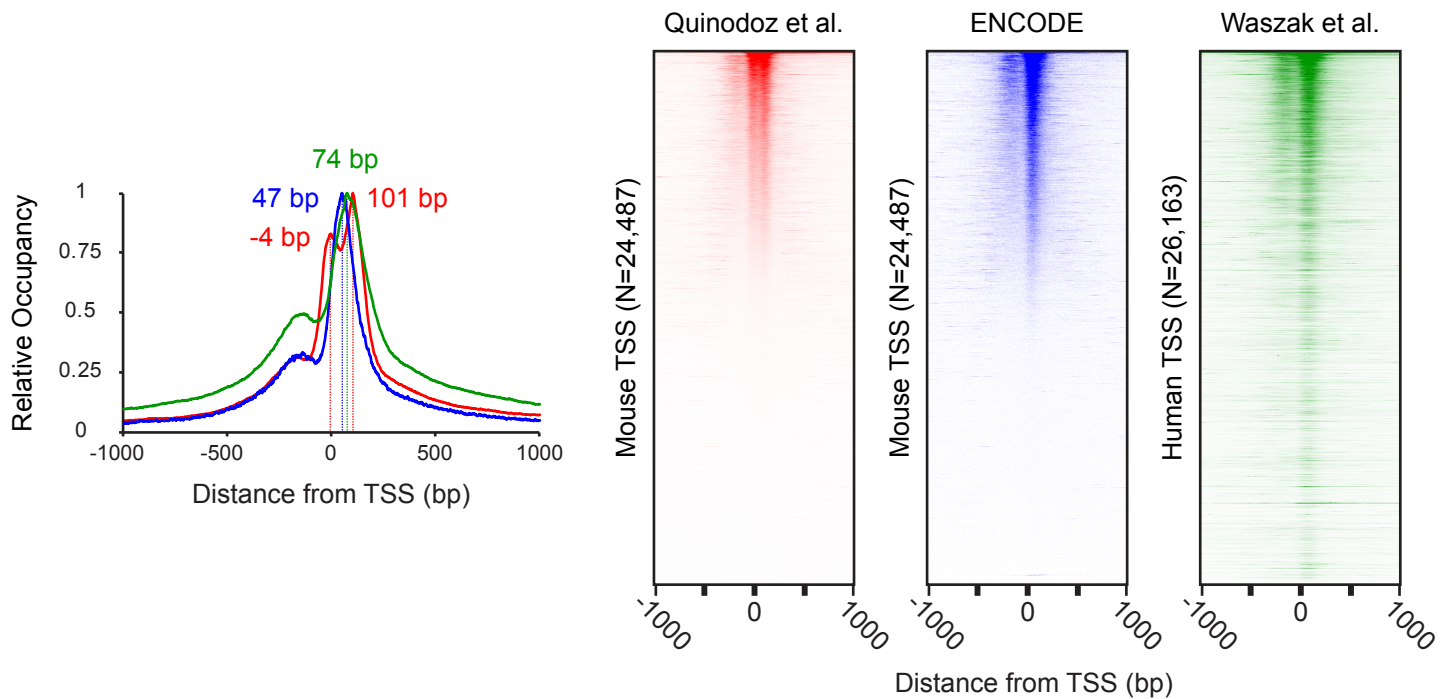 Quinodoz et al.
ENCODE
Waszak et al.
74 bp
47 bp
101 bp
-4 bp
Relative Occupancy
1
0.75
0.5
0.25
0
-1000
-500
0
500
1000
Distance from TSS (bp)
Mouse TSS (N=24,487)
Mouse TSS (N=24,487)
Human TSS (N=26,163)
-1000
0
1000
-1000
0
1000
-1000
0
1000
Distance from TSS (bp)